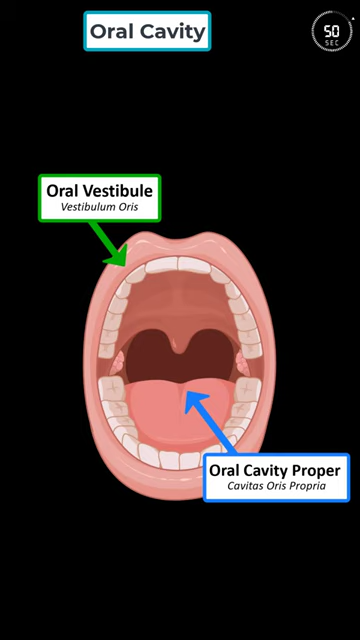 Oral Cavity
50
SEC
Oral Vestibule
Vestibulum Oris
Oral Cavity Proper
Cavitas Oris Propria